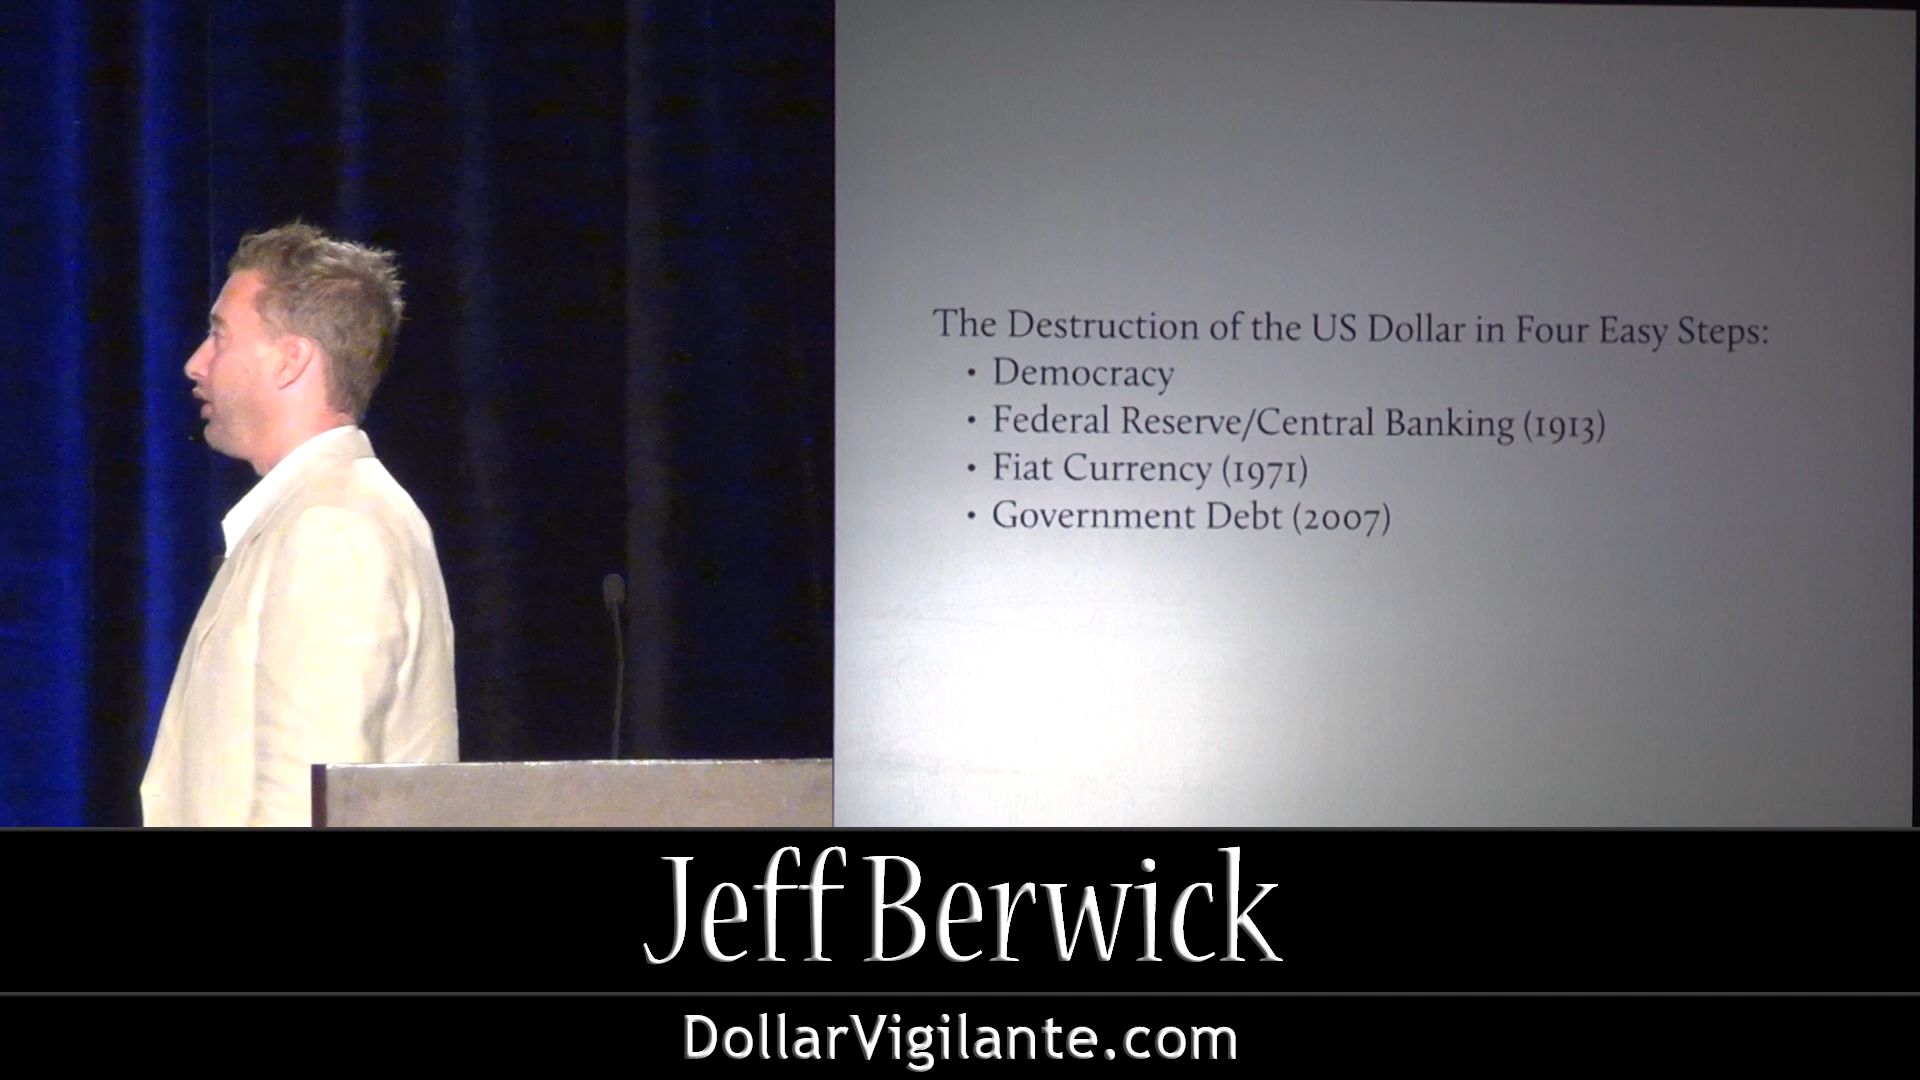 The Destruction of the US Dollar in Four Easy Steps:
• Democracy
• Federal Reserve/Central Banking (1913)
• Fiat Currency (1971)
• Government Debt (2007)
Jeff Berwick
DollarVigilante.com